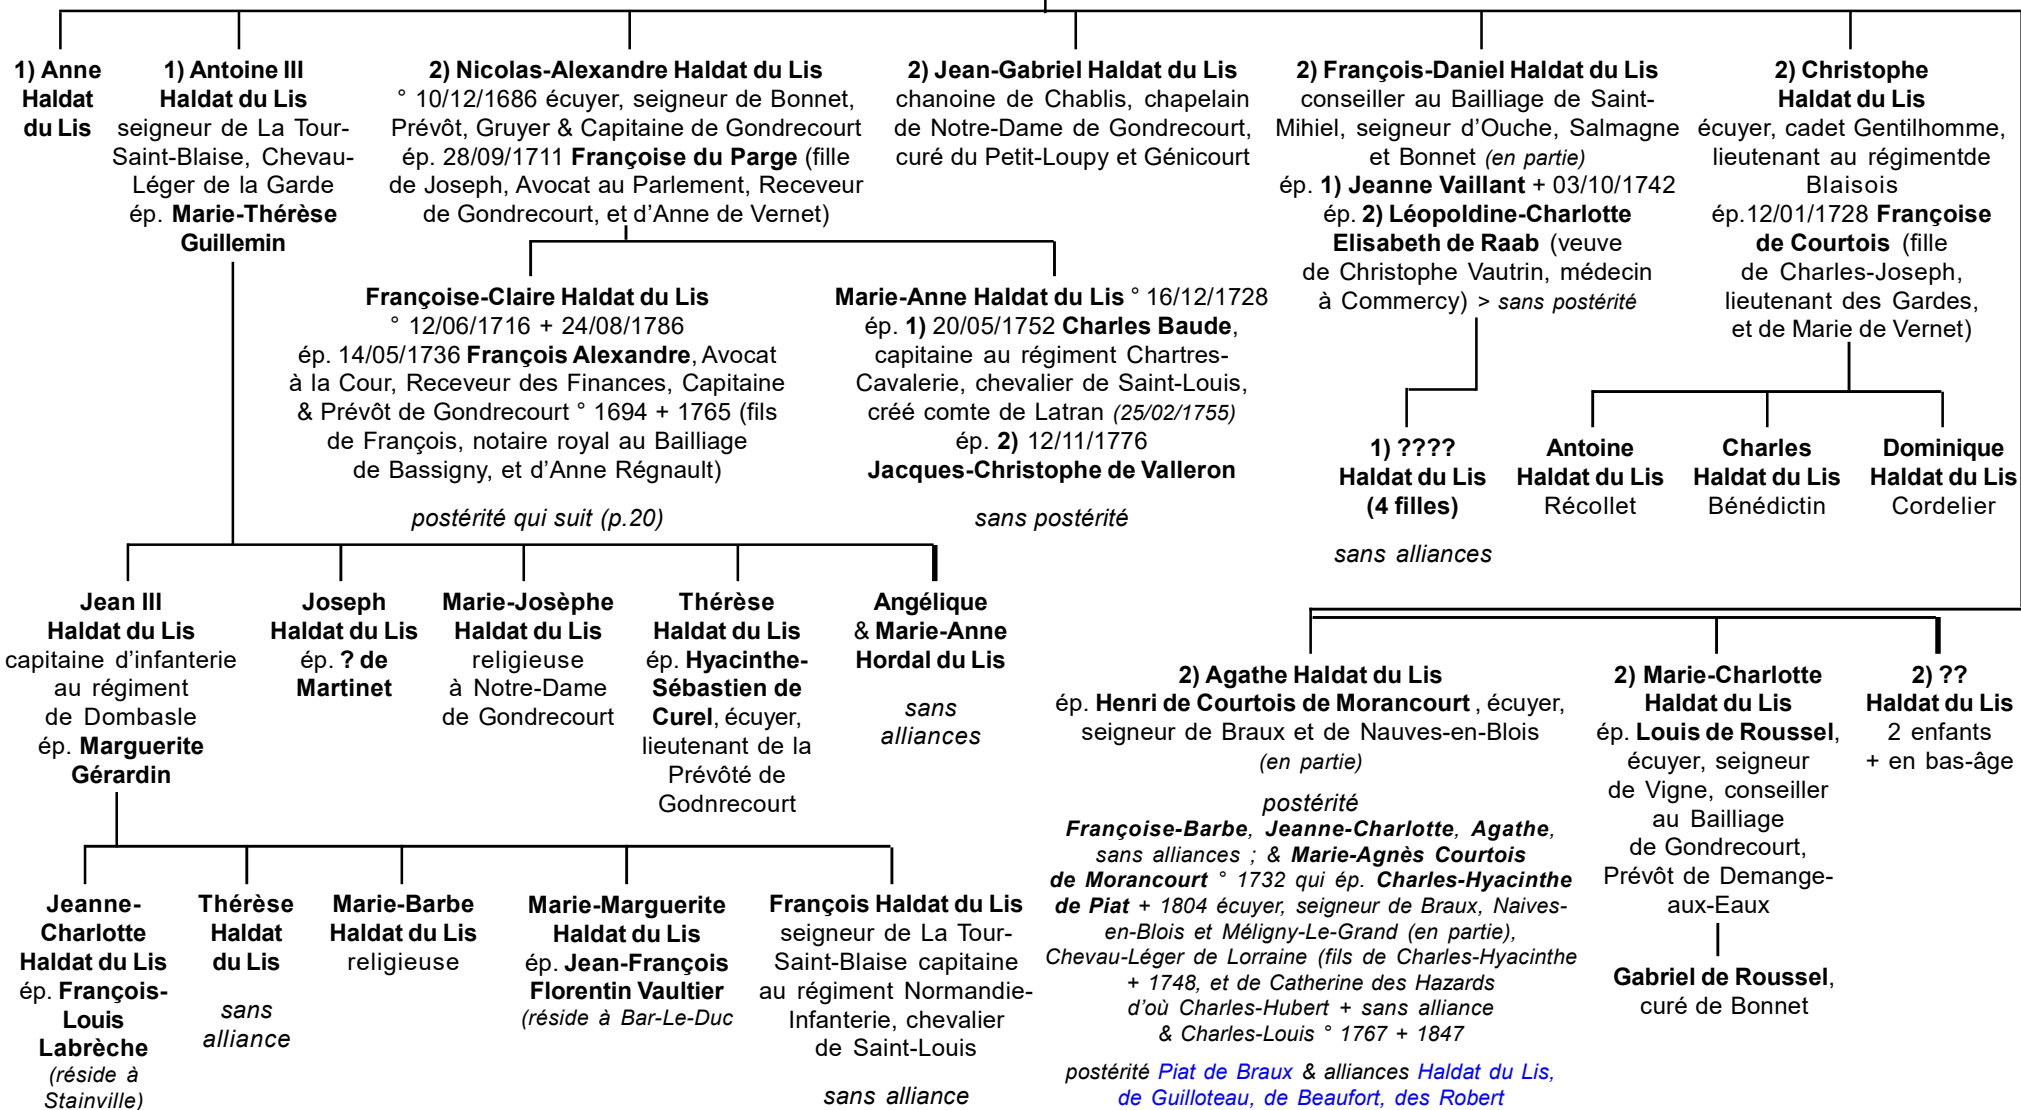 1) Anne
Haldat
du Lis
1) Antoine III
Haldat du Lis
seigneur de La Tour-
Saint-Blaise, Chevau-
Léger de la Garde
ép. Marie-Thérèse
Guillemin
2) Nicolas-Alexandre Haldat du Lis
° 10/12/1686 écuyer, seigneur de Bonnet,
Prévôt, Gruyer & Capitaine de Gondrecourt
ép. 28/09/1711 Françoise du Parge (fille
de Joseph, Avocat au Parlement, Receveur
de Gondrecourt, et d'Anne de Vernet)
2) Jean-Gabriel Haldat du Lis
chanoine de Chablis, chapelain
de Notre-Dame de Gondrecourt,
curé du Petit-Loupy et Génicourt
2) François-Daniel Haldat du Lis
conseiller au Bailliage de Saint-
Mihiel, seigneur d'Ouche, Salmagne
et Bonnet (en partie)
ép. 1) Jeanne Vaillant + 03/10/1742
ép. 2) Léopoldine-Charlotte
Elisabeth de Raab (veuve
de Christophe Vautrin, médecin
à Commercy) > sans postérité
2) Christophe
Haldat du Lis
écuyer, cadet Gentilhomme,
lieutenant au régimentde
Blaisois
ép.12/01/1728 Françoise
de Courtois (fille
de Charles-Joseph,
lieutenant des Gardes,
et de Marie de Vernet)
Françoise-Claire Haldat du Lis
° 12/06/1716 + 24/08/1786
ép. 14/05/1736 François Alexandre, Avocat
à la Cour, Receveur des Finances, Capitaine
& Prévôt de Gondrecourt ° 1694 + 1765 (fils
de François, notaire royal au Bailliage
de Bassigny, et d'Anne Régnault)
postérité qui suit (p.20)
Marie-Anne Haldat du Lis ° 16/12/1728
ép. 1) 20/05/1752 Charles Baude,
capitaine au régiment Chartres-
Cavalerie, chevalier de Saint-Louis,
créé comte de Latran (25/02/1755)
ép. 2) 12/11/1776
Jacques-Christophe de Valleron
sans postérité
1) ????
Haldat du Lis
(4 filles)
sans alliances
Antoine
Haldat du Lis
Récollet
Charles
Haldat du Lis
Bénédictin
Dominique
Haldat du Lis
Cordelier
Jean III
Haldat du Lis
capitaine d'infanterie
au régiment
de Dombasle
ép. Marguerite
Gérardin
Joseph
Haldat du Lis
ép. ? de
Martinet
Marie-Josèphe
Haldat du Lis
religieuse
à Notre-Dame
de Gondrecourt
Thérèse
Haldat du Lis
ép. Hyacinthe-
Sébastien de
Curel, écuyer,
lieutenant de la
Prévôté de
Godnrecourt
Angélique
& Marie-Anne
Hordal du Lis
sans
alliances
2) Agathe Haldat du Lis
ép. Henri de Courtois de Morancourt , écuyer,
seigneur de Braux et de Nauves-en-Blois
(en partie)
postérité
Françoise-Barbe, Jeanne-Charlotte, Agathe,
sans alliances ; & Marie-Agnès Courtois
de Morancourt ° 1732 qui ép. Charles-Hyacinthe
de Piat + 1804 écuyer, seigneur de Braux, Naives-
en-Blois et Méligny-Le-Grand (en partie),
Chevau-Léger de Lorraine (fils de Charles-Hyacinthe
+ 1748, et de Catherine des Hazards
d'où Charles-Hubert + sans alliance
& Charles-Louis ° 1767 + 1847
postérité Piat de Braux & alliances Haldat du Lis,
de Guilloteau, de Beaufort, des Robert
2) Marie-Charlotte
Haldat du Lis
ép. Louis de Roussel,
écuyer, seigneur
de Vigne, conseiller
au Bailliage
de Gondrecourt,
Prévôt de Demange-
aux-Eaux
Gabriel de Roussel,
curé de Bonnet
2) ??
Haldat du Lis
2 enfants
+ en bas-âge
Jeanne-
Charlotte
Haldat du Lis
ép. François-
Louis
Labrèche
(réside à
Stainville)
Thérèse
Haldat
du Lis
sans
alliance
Marie-Barbe
Haldat du Lis
religieuse
Marie-Marguerite
Haldat du Lis
ép. Jean-François
Florentin Vaultier
(réside à Bar-Le-Duc
François Haldat du Lis
seigneur de La Tour-
Saint-Blaise capitaine
au régiment Normandie-
Infanterie, chevalier
de Saint-Louis
sans alliance